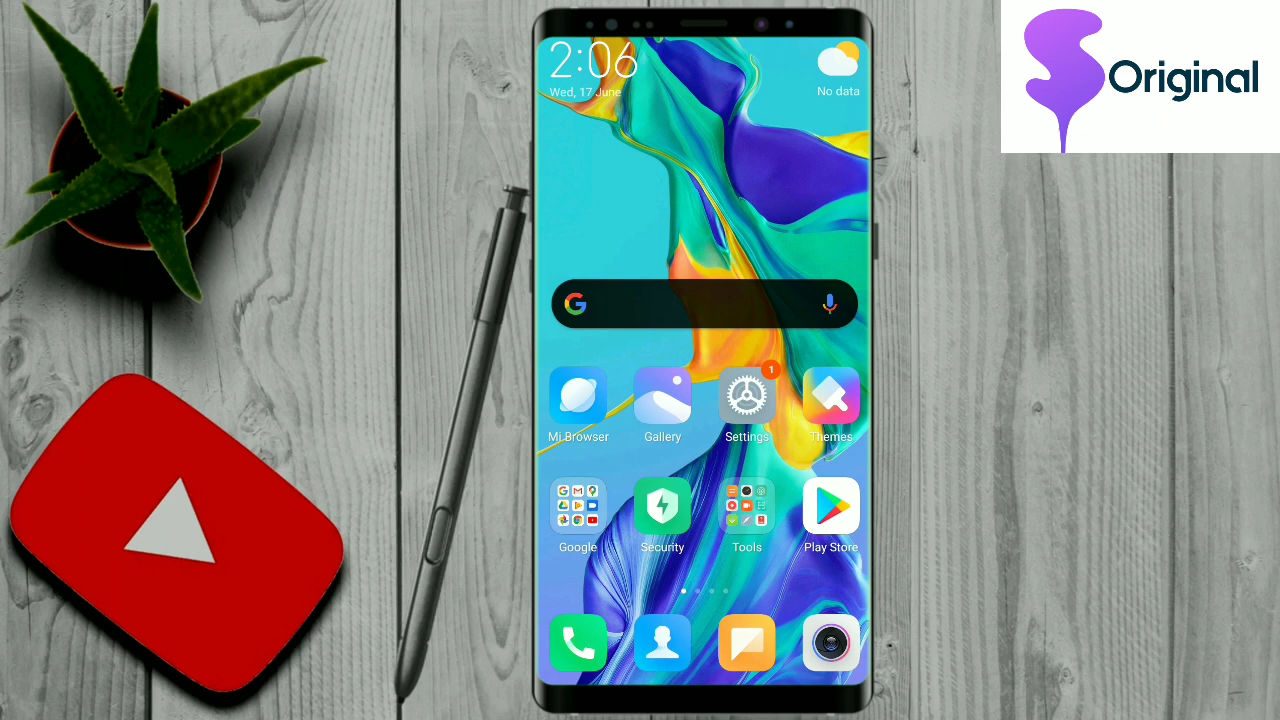 2:06
Wed, 17 June
No data
Original
1
Mi Browser
Gallery
Settings
Themes
Google
Security
Tools
Play Store